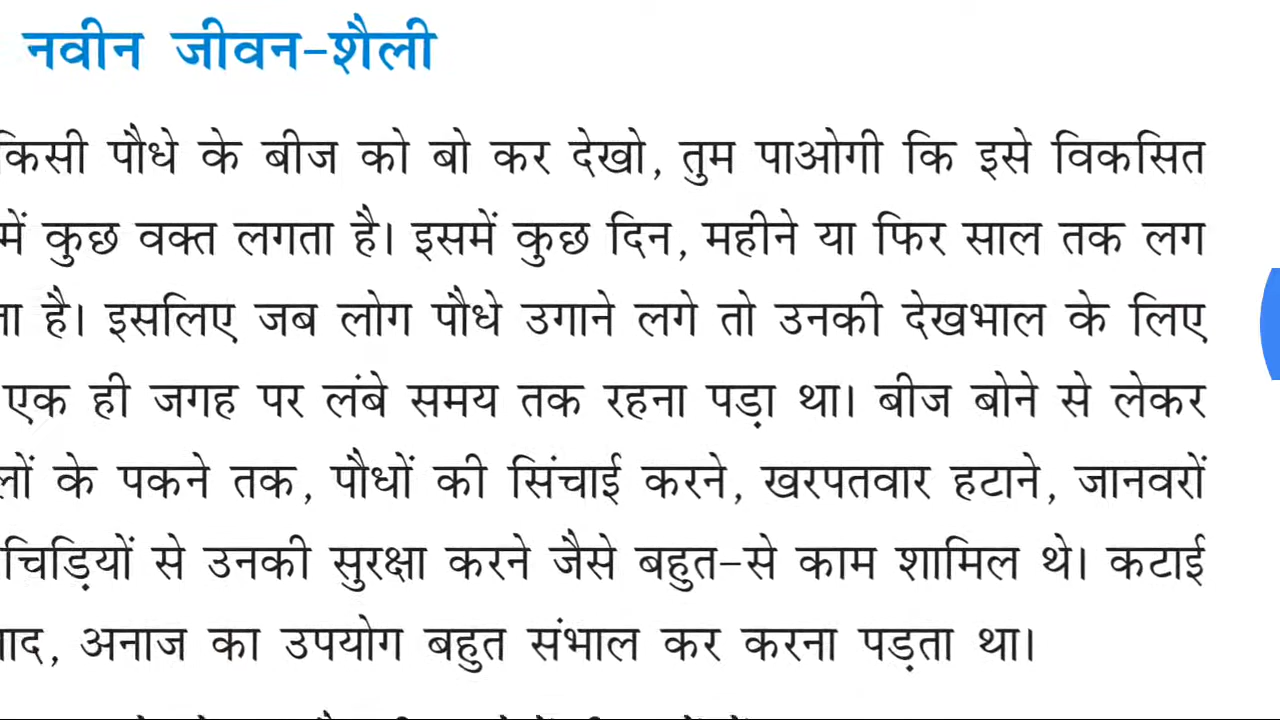 नवीन जीवन-शैली
किसी पौधे के बीज को बो कर देखो, तुम पाओगी कि इसे विकसित
में कुछ वक्त लगता है। इसमें कुछ दिन, महीने या फिर साल तक लग
है। इसलिए जब लोग पौधे उगाने लगे तो उनकी देखभाल के लिए
एक ही जगह पर लंबे समय तक रहना पड़ा था। बीज बोने से लेकर
के पकने तक, पौधों की सिंचाई करने, खरपतवार हटाने, जानवरों
चिड़ियों से उनकी सुरक्षा करने जैसे बहुत-से काम शामिल थे। कटाई
अनाज का उपयोग बहुत संभाल कर करना पड़ता था।